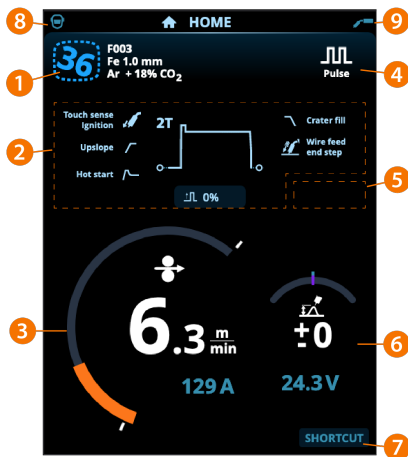 8
HOME
9
36
F003
Fe 1.0 mm
Ar + 18% CO2
Pulse
1
4
Touch sense
Ignition
2T
Crater fill
2
Upslope
Wire feed
end step
Hot start
5
0%
3
6.3 m/min
±0
6
129 A
24.3 V
SHORTCUT
7